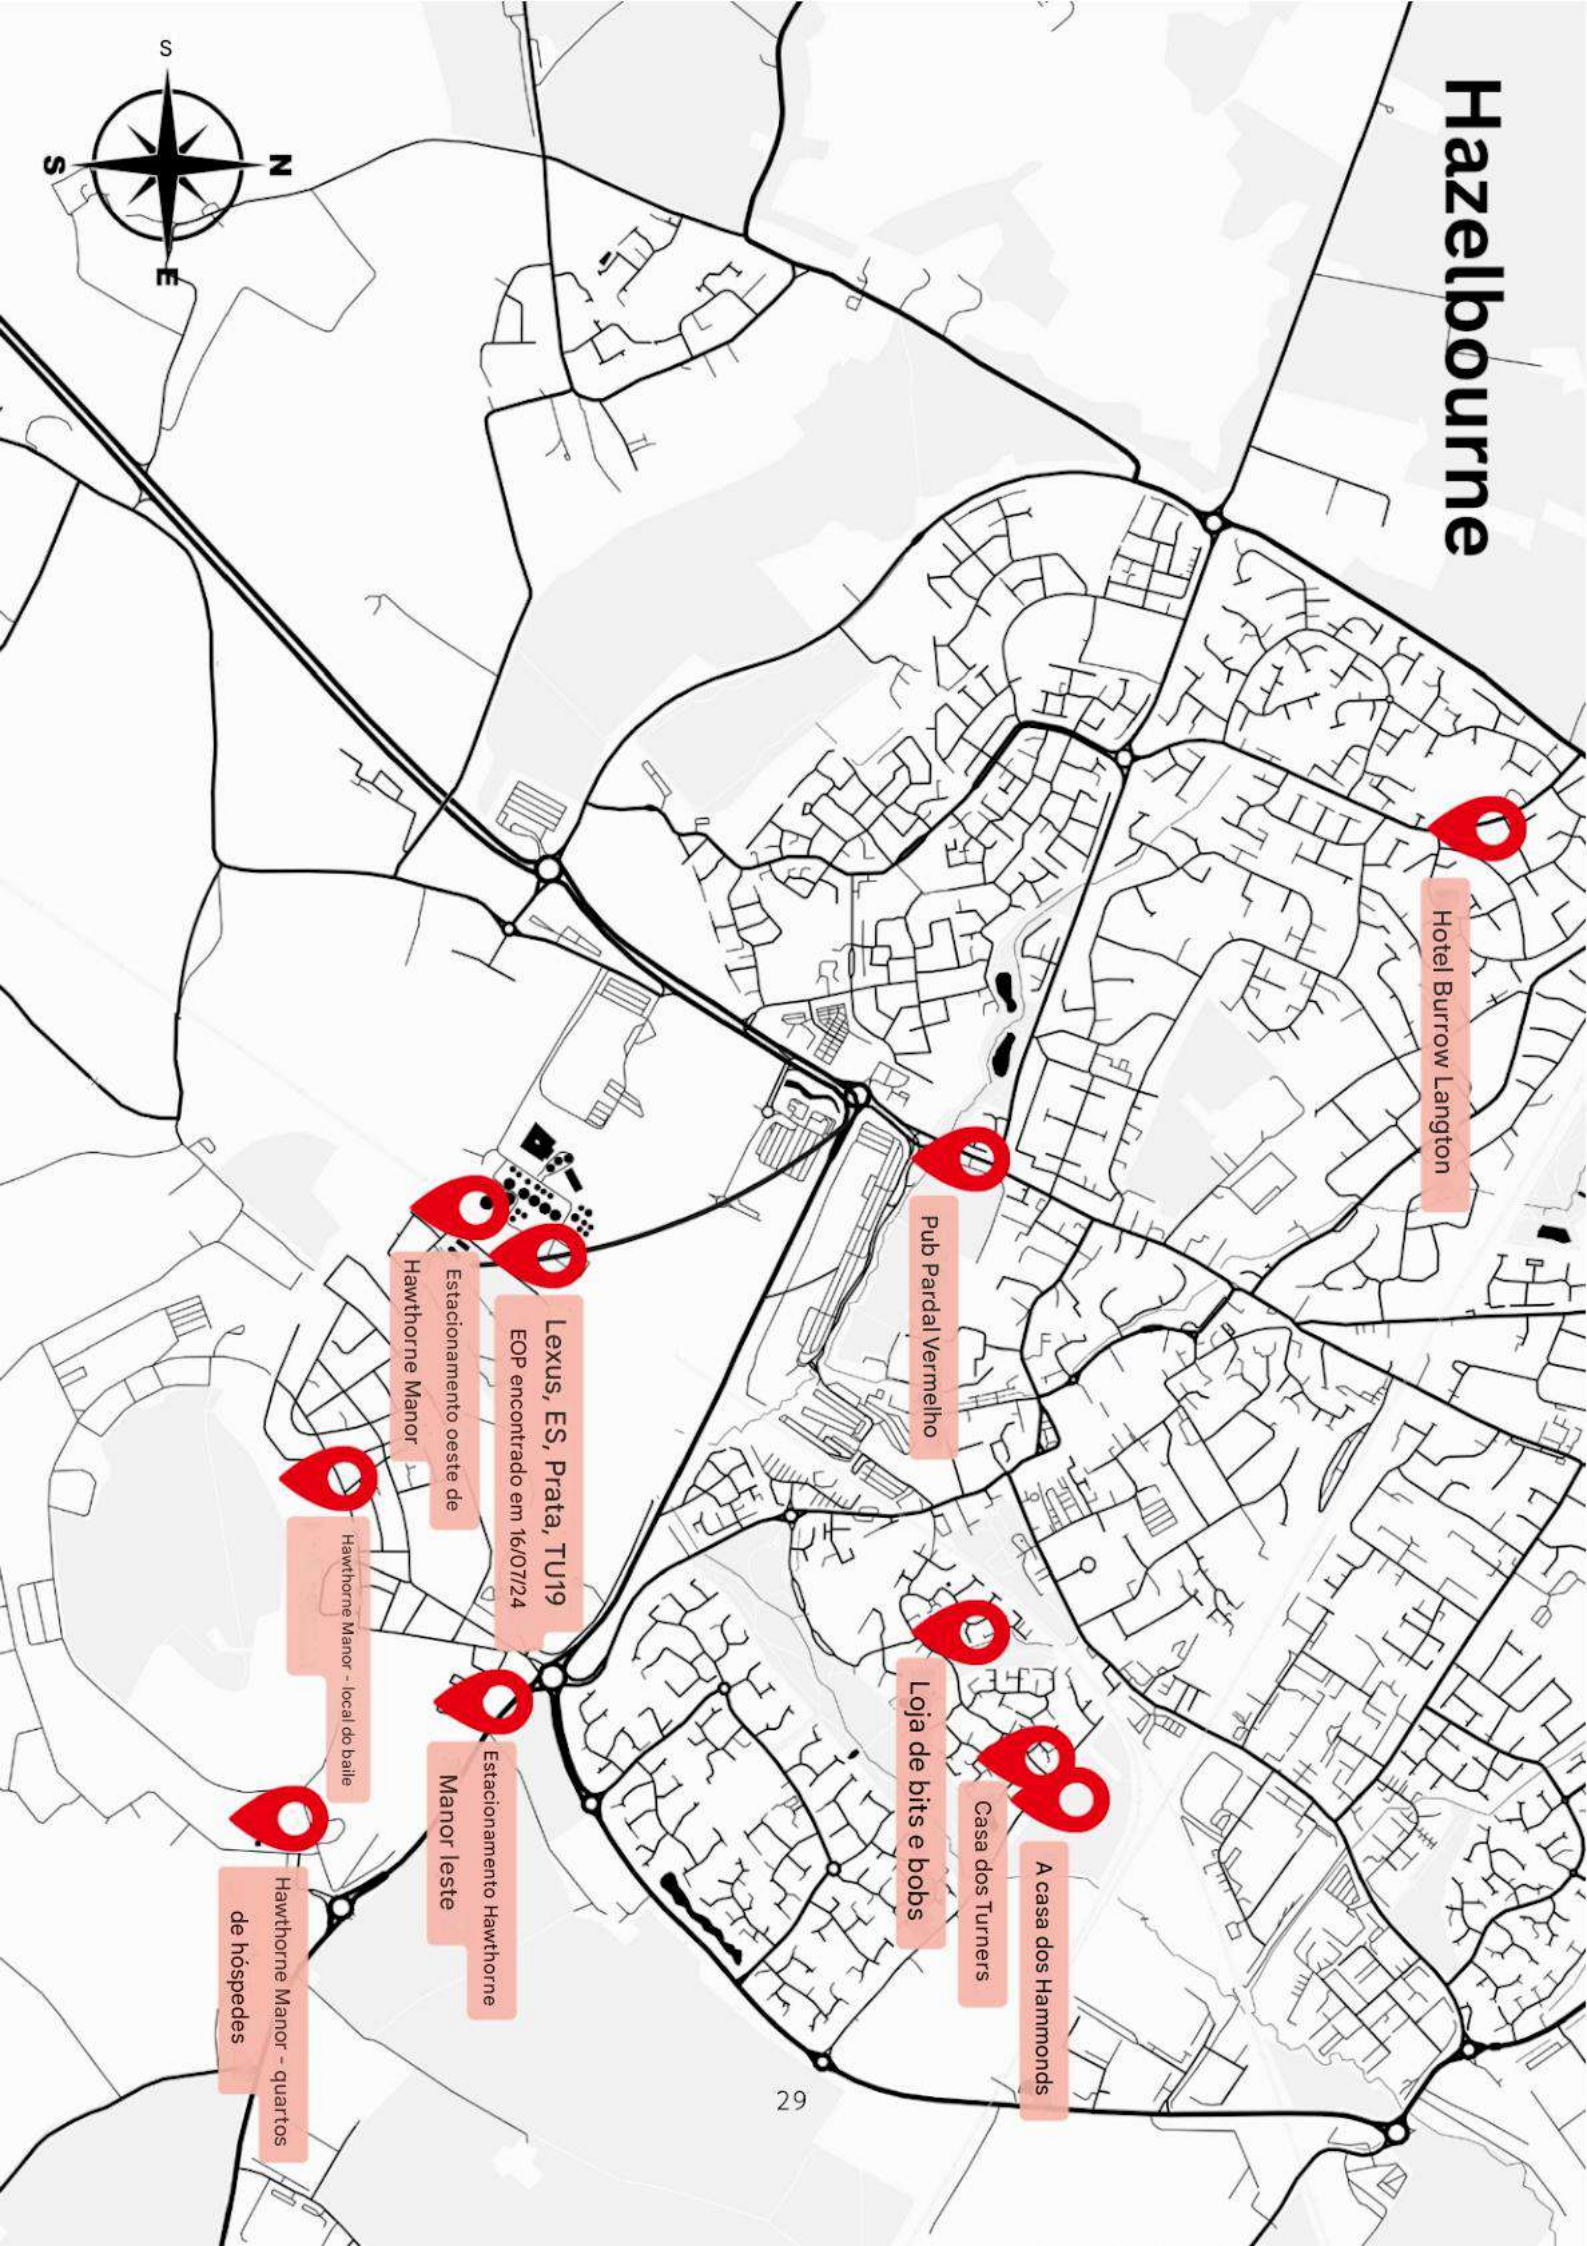 Hazelbourne
Hotel Burrow Langton
Pub Pardal Vermelho
A casa dos Hammonds
Casa dos Turners
Loja de bits e bobs
Lexus, ES, Prata, TU19
EOP encontrado em 16/07/24
Estacionamento oeste de
Hawthorne Manor
Estacionamento Hawthorne
Manor leste
Hawthorne Manor - local do baile
Hawthorne Manor - quartos
de hóspedes
S
N
S
E
29